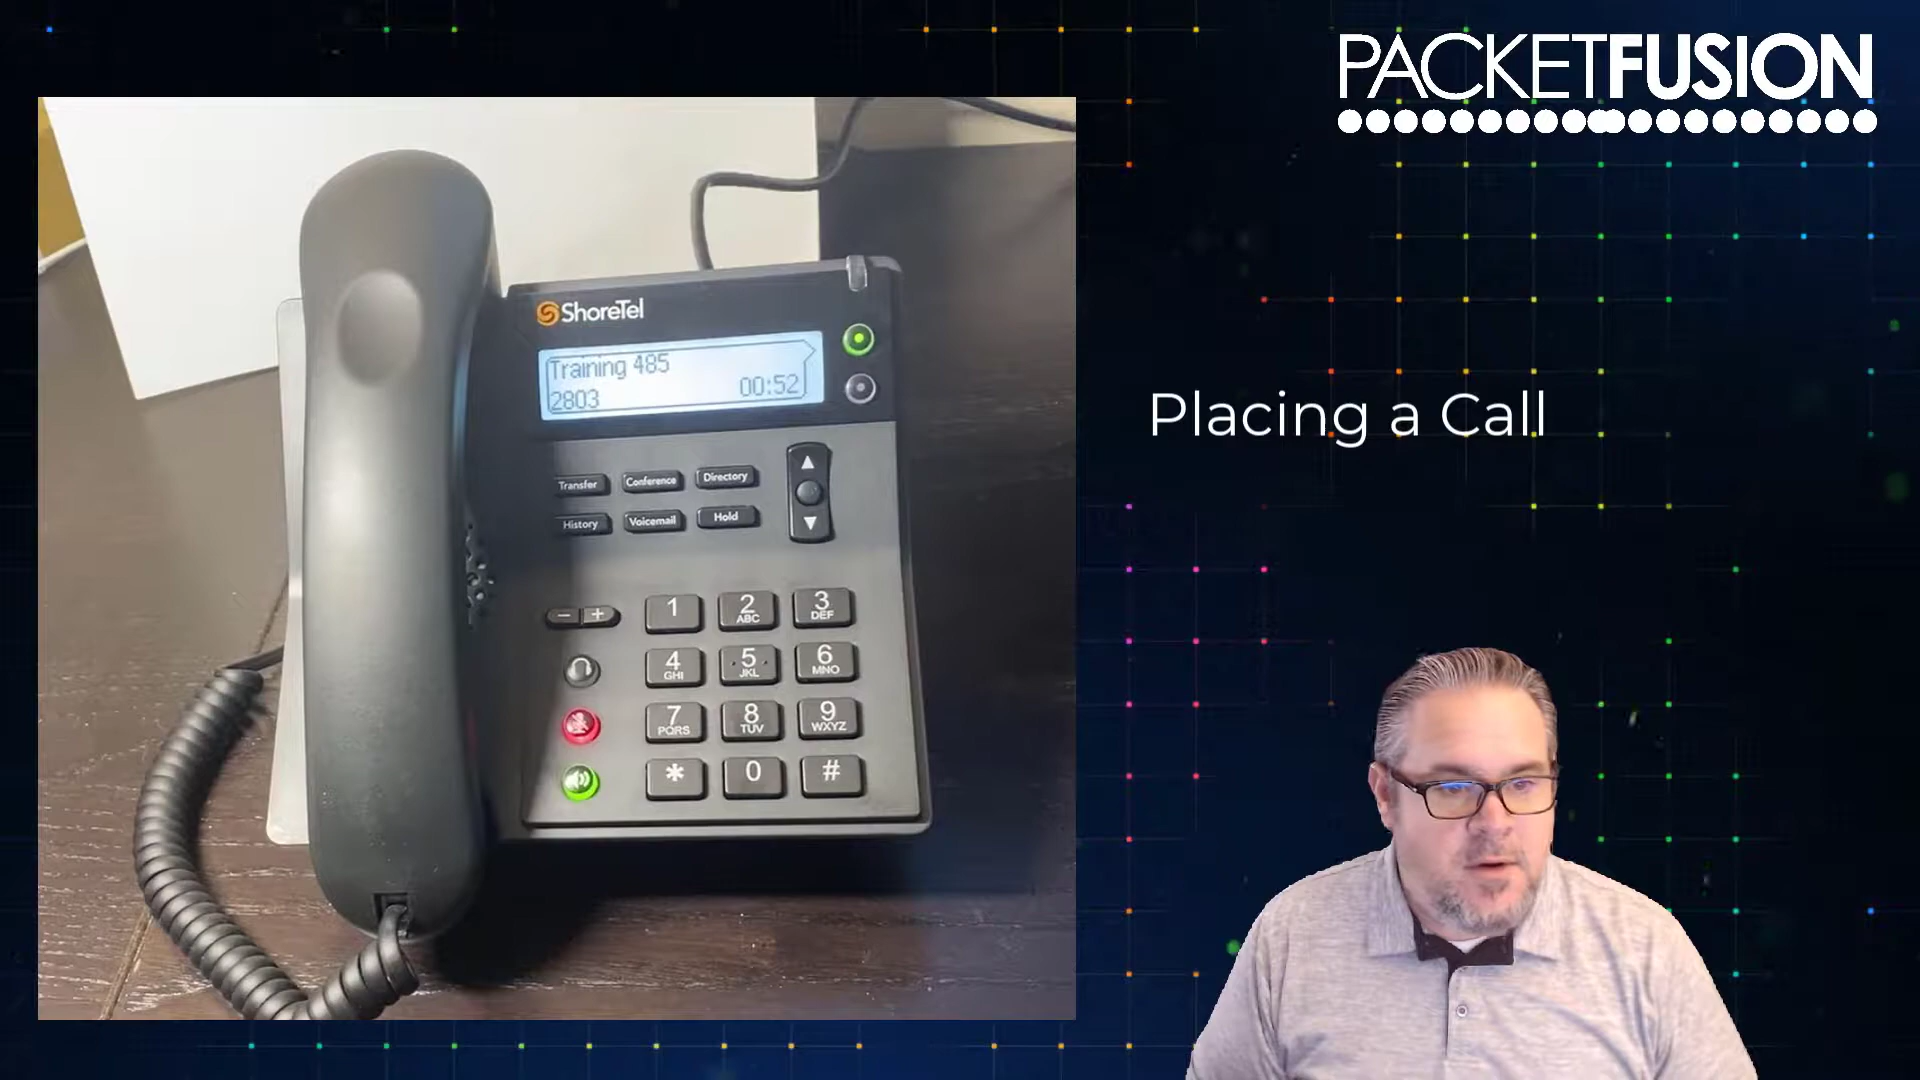 PACKETFUSION
ShoreTel
Training 485
2803 00:52
Placing a Call
Transfer Conference Directory
History Voicemail Hold
- +
1 2 ABC 3 DEF
4 GHI 5 JKL 6 MNO
7 PQRS 8 TUV 9 WXYZ
* 0 #